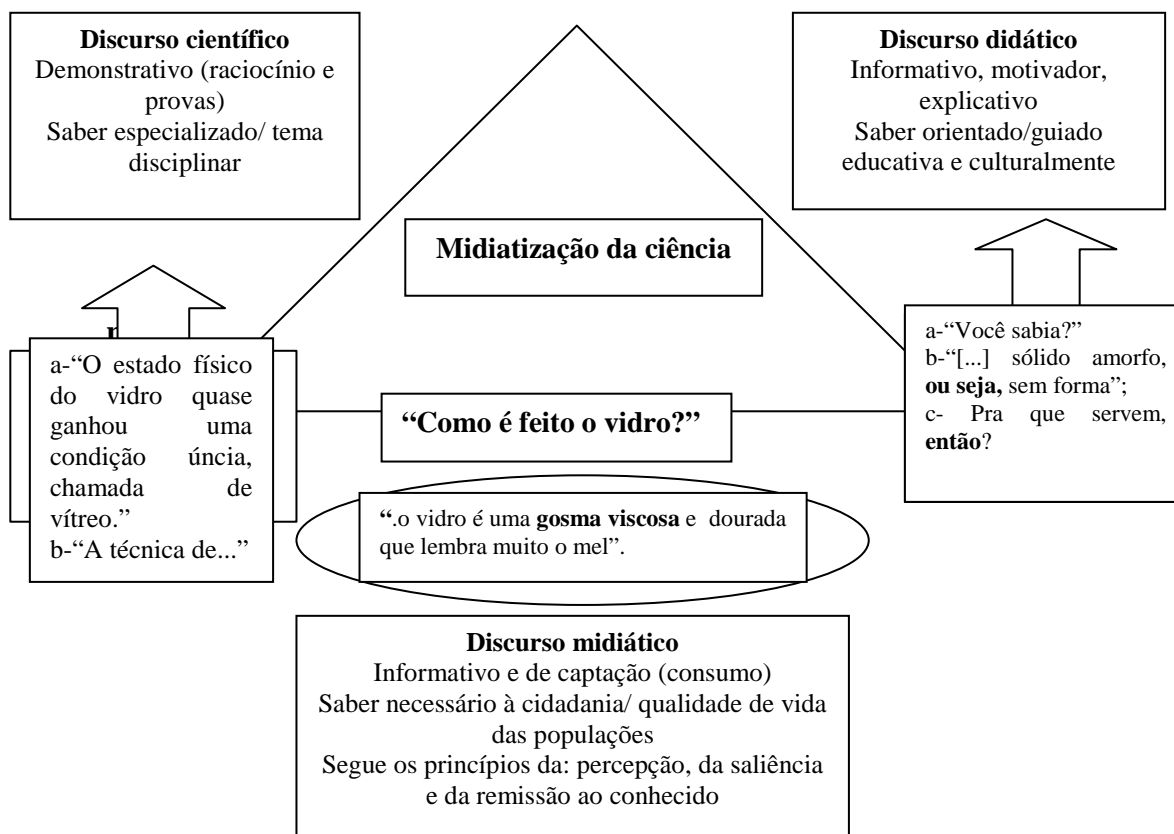 Discurso científico
Demonstrativo (raciocínio e
provas)
Saber especializado/ tema
disciplinar
Discurso didático
Informativo, motivador,
explicativo
Saber orientado/guiado
educativa e culturalmente
Midiatização da ciência
a-“O estado físico
do vidro quase
ganhou uma
condição úncia,
chamada de
vítreo.”
b-“A técnica de...”
a-“Você sabia?”
b-“[...] sólido amorfo,
ou seja, sem forma”;
c- Pra que servem,
então?
“Como é feito o vidro?”
“.o vidro é uma gosma viscosa e dourada
que lembra muito o mel”.
Discurso midiático
Informativo e de captação (consumo)
Saber necessário à cidadania/ qualidade de vida
das populações
Segue os princípios da: percepção, da saliência
e da remissão ao conhecido